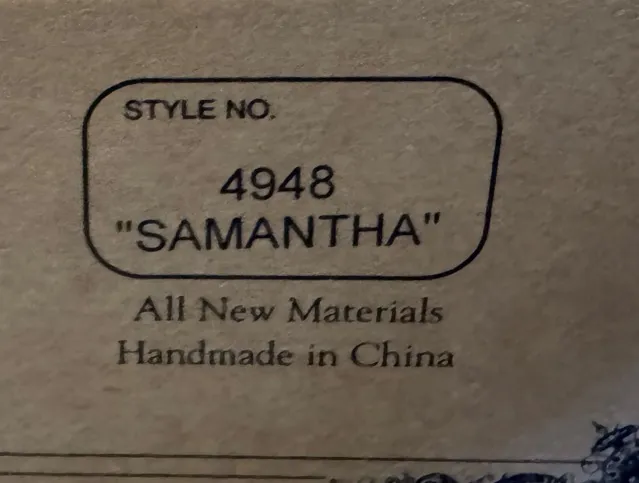 STYLE NO.
4948
"SAMANTHA"
All New Materials
Handmade in China